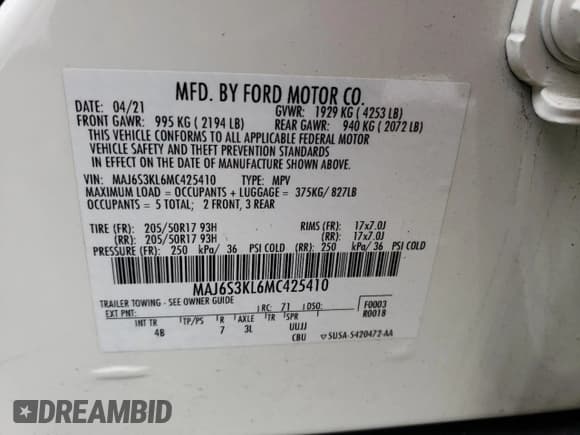 MFD. BY FORD MOTOR CO.
DATE: 04/21 GVWR: 1929 KG ( 4253 LB)
FRONT GAWR: 995 KG ( 2194 LB) REAR GAWR: 940 KG ( 2072 LB)
THIS VEHICLE CONFORMS TO ALL APPLICABLE FEDERAL MOTOR
VEHICLE SAFETY AND THEFT PREVENTION STANDARDS
IN EFFECT ON THE DATE OF MANUFACTURE SHOWN ABOVE.
VIN: MAJ6S3KL6MC425410 TYPE: MPV
MAXIMUM LOAD = OCCUPANTS + LUGGAGE = 375KG/ 827LB
OCCUPANTS = 5 TOTAL; 2 FRONT, 3 REAR
TIRE (FR): 205/50R17 93H RIMS (FR): 17x7.0J
(RR): 205/50R17 93H (RR): 17x7.0J
PRESSURE (FR): 250 kPa/ 36 PSI COLD (RR): 250 kPa/ 36 PSI COLD
MAJ6S3KL6MC425410
TRAILER TOWING - SEE OWNER GUIDE
EXT PNT: RC: 71 DSO: F0003
R0018
INT TR TP/PS R AXLE TR SPR UUJJ
4B 7 3L CBU
SU5A-5420472-AA
DREAMBID